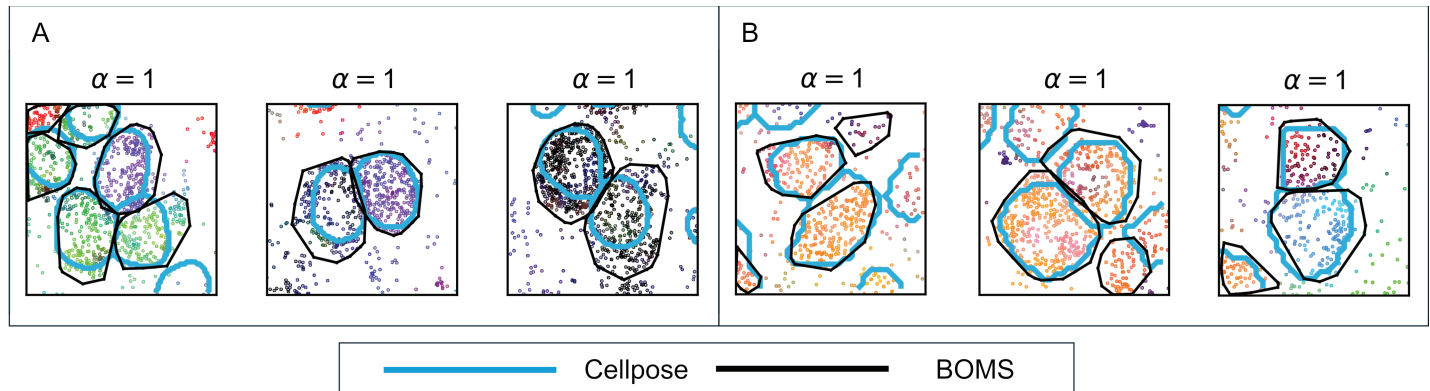 A
B
α = 1
α = 1
α = 1
α = 1
α = 1
α = 1
Cellpose
BOMS